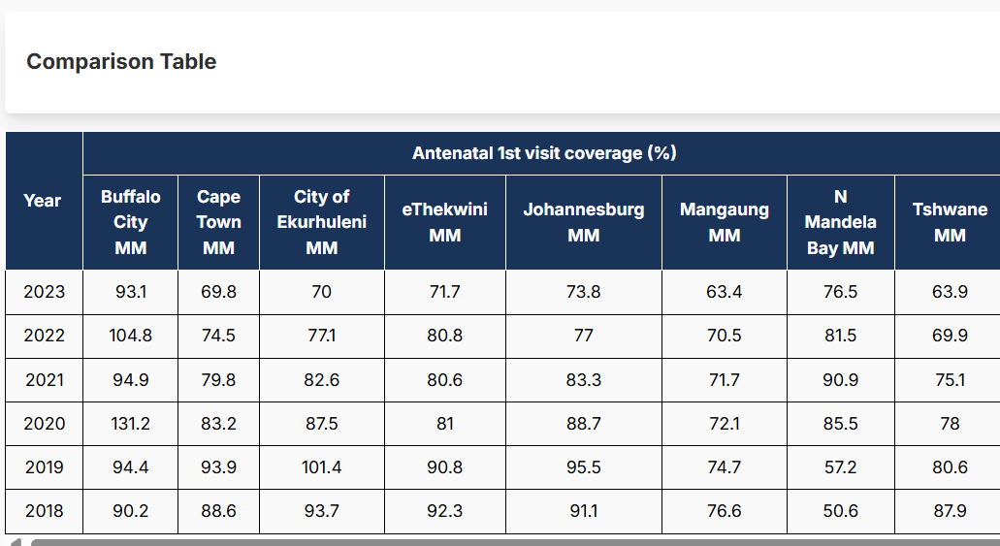 Comparison Table
Antenatal 1st visit coverage (%)
Year
Buffalo
City
MM
Cape
Town
MM
City of
Ekurhuleni
MM
eThekwini
MM
Johannesburg
MM
Mangaung
MM
N
Mandela
Bay MM
Tshwane
MM
2023 93.1 69.8 70 71.7 73.8 63.4 76.5 63.9
2022 104.8 74.5 77.1 80.8 77 70.5 81.5 69.9
2021 94.9 79.8 82.6 80.6 83.3 71.7 90.9 75.1
2020 131.2 83.2 87.5 81 88.7 72.1 85.5 78
2019 94.4 93.9 101.4 90.8 95.5 74.7 57.2 80.6
2018 90.2 88.6 93.7 92.3 91.1 76.6 50.6 87.9